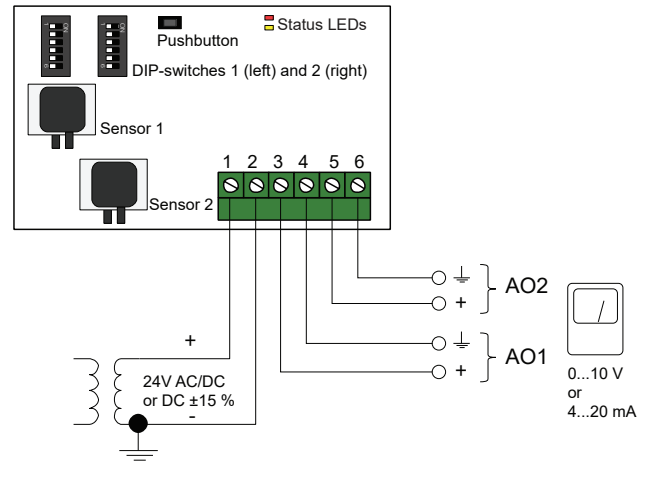 Status LEDs
Pushbutton
DIP-switches 1 (left) and 2 (right)
Sensor 1
Sensor 2
1 2 3 4 5 6
AO2
+
AO1
+
+
24V AC/DC
or DC ±15 %
-
0...10 V
or
4...20 mA